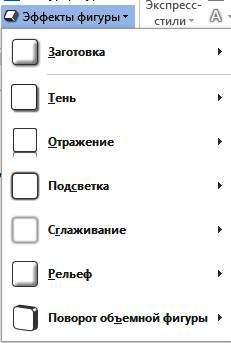 Эффекты фигуры
Экспресс-
стили
A
Заготовка
Тень
Отражение
Подсветка
Сглаживание
Рельеф
Поворот объемной фигуры